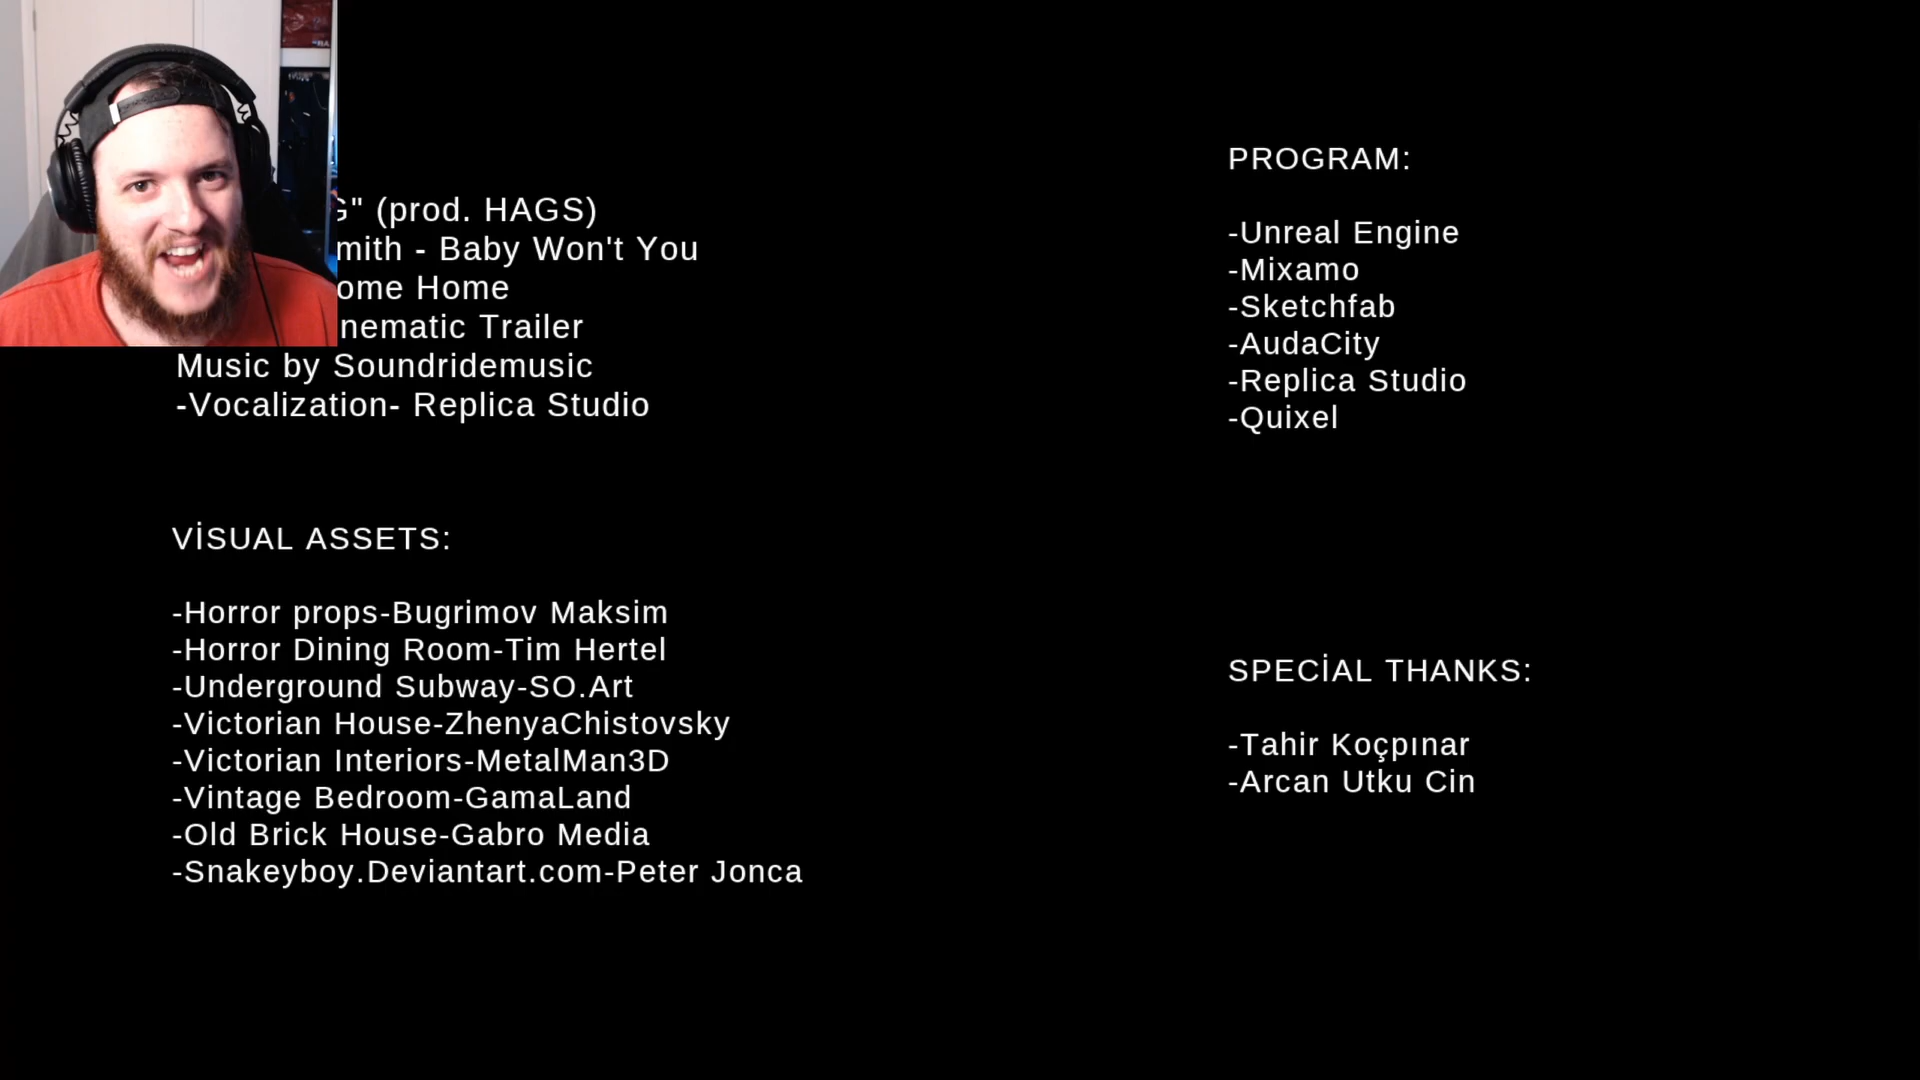 (prod. HAGS)
- Baby Won't You
Home
Trailer
Music by Soundridemusic
-Vocalization- Replica Studio
VİSUAL ASSETS:
-Horror props-Bugrimov Maksim
-Horror Dining Room-Tim Hertel
-Underground Subway-SO.Art
-Victorian House-ZhenyaChistovsky
-Victorian Interiors-MetalMan3D
-Vintage Bedroom-GamaLand
-Old Brick House-Gabro Media
-Snakeyboy.Deviantart.com-Peter Jonca
PROGRAM:
-Unreal Engine
-Mixamo
-Sketchfab
-AudaCity
-Replica Studio
-Quixel
SPECİAL THANKS:
-Tahir Koçpınar
-Arcan Utku Cin